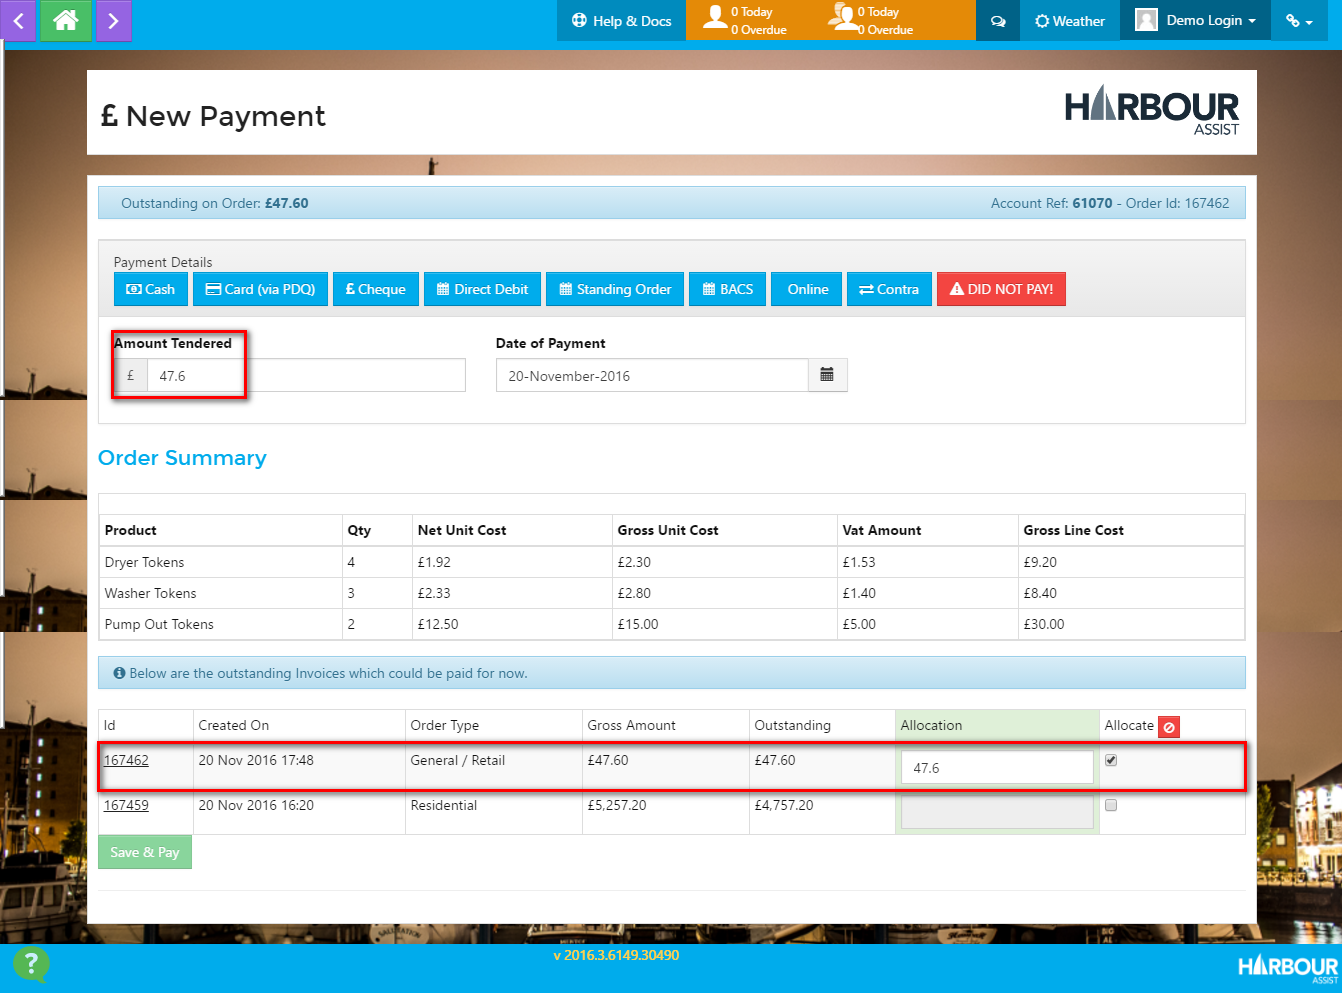 Help & Docs
0 Today
0 Overdue
0 Today
0 Overdue
Weather
Demo Login
£ New Payment
HARBOUR
ASSIST
Outstanding on Order: £47.60
Account Ref: 61070 - Order Id: 167462
Payment Details
Cash
Card (via PDQ)
£ Cheque
Direct Debit
Standing Order
BACS
Online
Contra
DID NOT PAY!
Amount Tendered
Date of Payment
£ 47.6
20-November-2016
Order Summary
Product Qty Net Unit Cost Gross Unit Cost Vat Amount Gross Line Cost
Dryer Tokens 4 £1.92 £2.30 £1.53 £9.20
Washer Tokens 3 £2.33 £2.80 £1.40 £8.40
Pump Out Tokens 2 £12.50 £15.00 £5.00 £30.00
Below are the outstanding Invoices which could be paid for now.
Id Created On Order Type Gross Amount Outstanding Allocation Allocate
167462 20 Nov 2016 17:48 General / Retail £47.60 £47.60 47.6
167459 20 Nov 2016 16:20 Residential £5,257.20 £4,757.20
Save & Pay
?
v 2016.3.6149.30490
HARBOUR
ASSIST